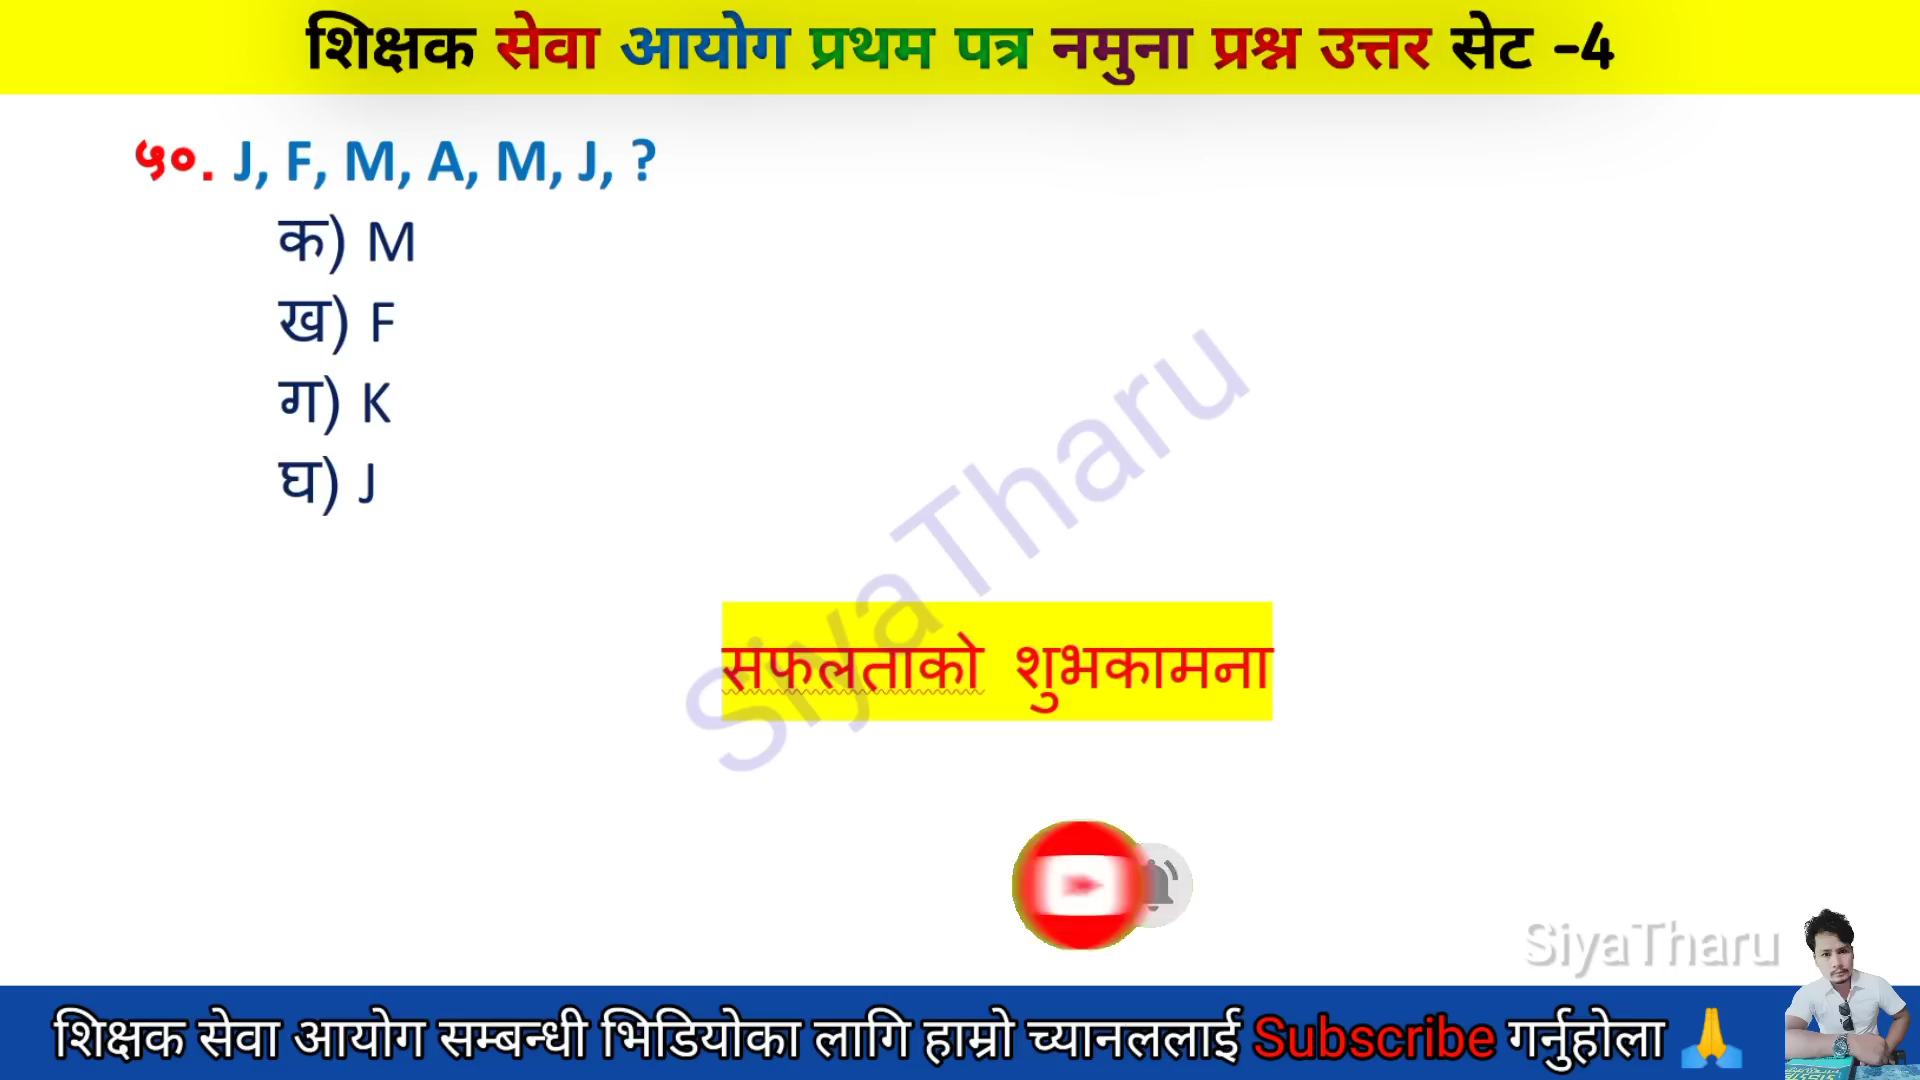 शिक्षक सेवा आयोग प्रथम पत्र नमुना प्रश्न उत्तर सेट -4
५०. J, F, M, A, M, J, ?
क) M
ख) F
ग) K
घ) J
SiyaTharu
सफलताको शुभकामना
SiyaTharu
शिक्षक सेवा आयोग सम्बन्धी भिडियोका लागि हाम्रो च्यानललाई Subscribe गर्नुहोला 🙏